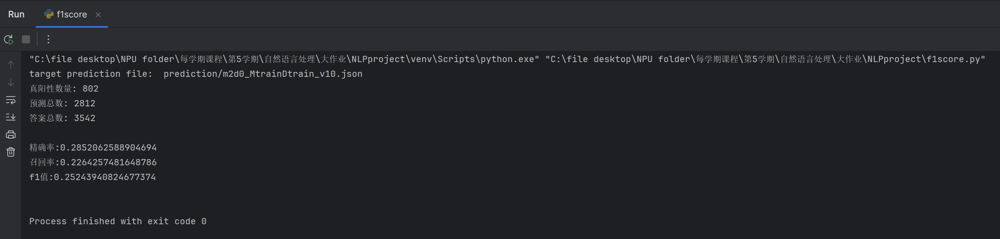 Run
f1score
"C:\file desktop\NPU folder\每学期课程\第5学期\自然语言处理\大作业\NLPproject\venv\Scripts\python.exe" "C:\file desktop\NPU folder\每学期课程\第5学期\自然语言处理\大作业\NLPproject\f1score.py"
target prediction file:  prediction/m2d0_MtrainDtrain_v10.json
真阳性数量: 802
预测总数: 2812
答案总数: 3542
精确率:0.2852062588904694
召回率:0.2264257481648786
f1值:0.25243940824677374
Process finished with exit code 0